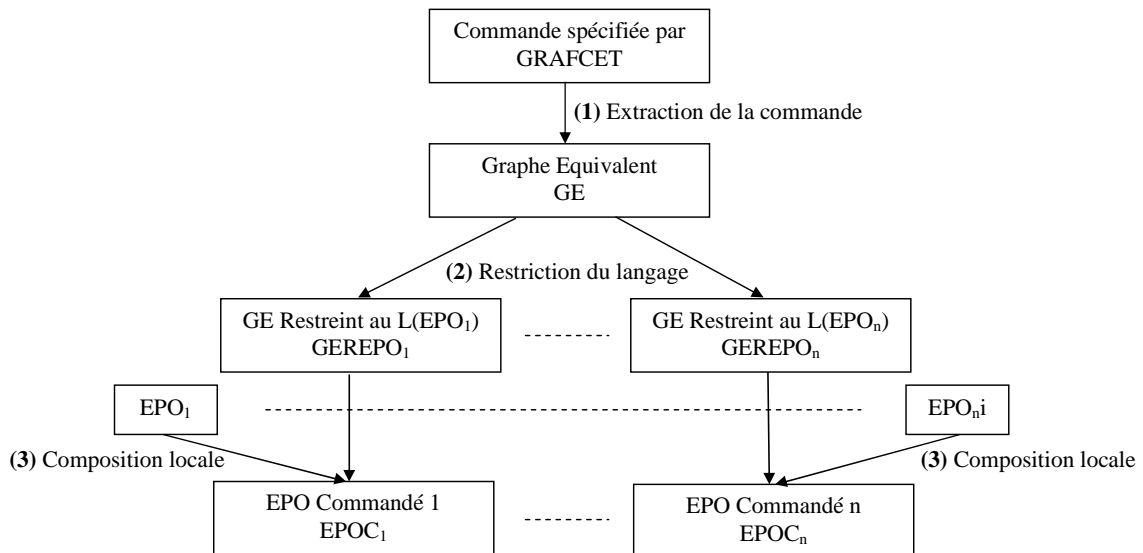 Commande spécifiée par
GRAFCET
(1) Extraction de la commande
Graphe Equivalent
GE
(2) Restriction du langage
GE Restreint au L(EPO₁)
GEREPO₁
GE Restreint au L(EPOₙ)
GEREPOₙ
EPO₁
EPOₙi
(3) Composition locale
(3) Composition locale
EPO Commandé 1
EPOC₁
EPO Commandé n
EPOCₙ